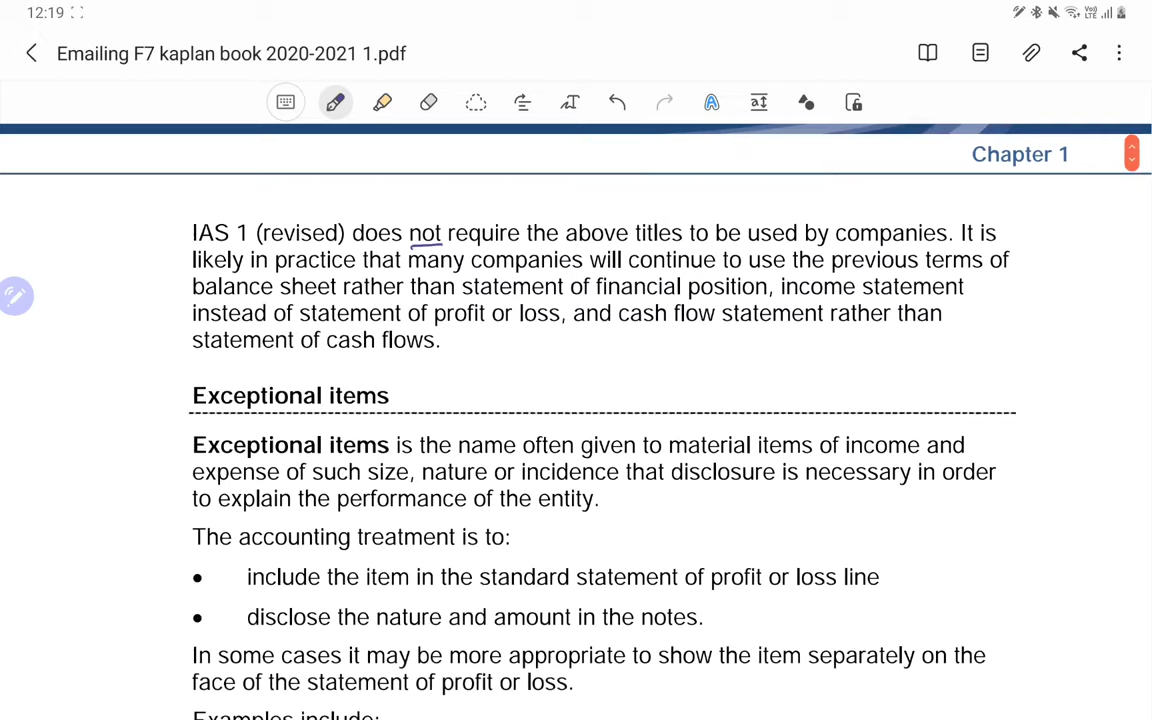 12:19
Emailing F7 kaplan book 2020-2021 1.pdf
Chapter 1
IAS 1 (revised) does not require the above titles to be used by companies. It is
likely in practice that many companies will continue to use the previous terms of
balance sheet rather than statement of financial position, income statement
instead of statement of profit or loss, and cash flow statement rather than
statement of cash flows.
Exceptional items
Exceptional items is the name often given to material items of income and
expense of such size, nature or incidence that disclosure is necessary in order
to explain the performance of the entity.
The accounting treatment is to:
• include the item in the standard statement of profit or loss line
• disclose the nature and amount in the notes.
In some cases it may be more appropriate to show the item separately on the
face of the statement of profit or loss.
Examples include: